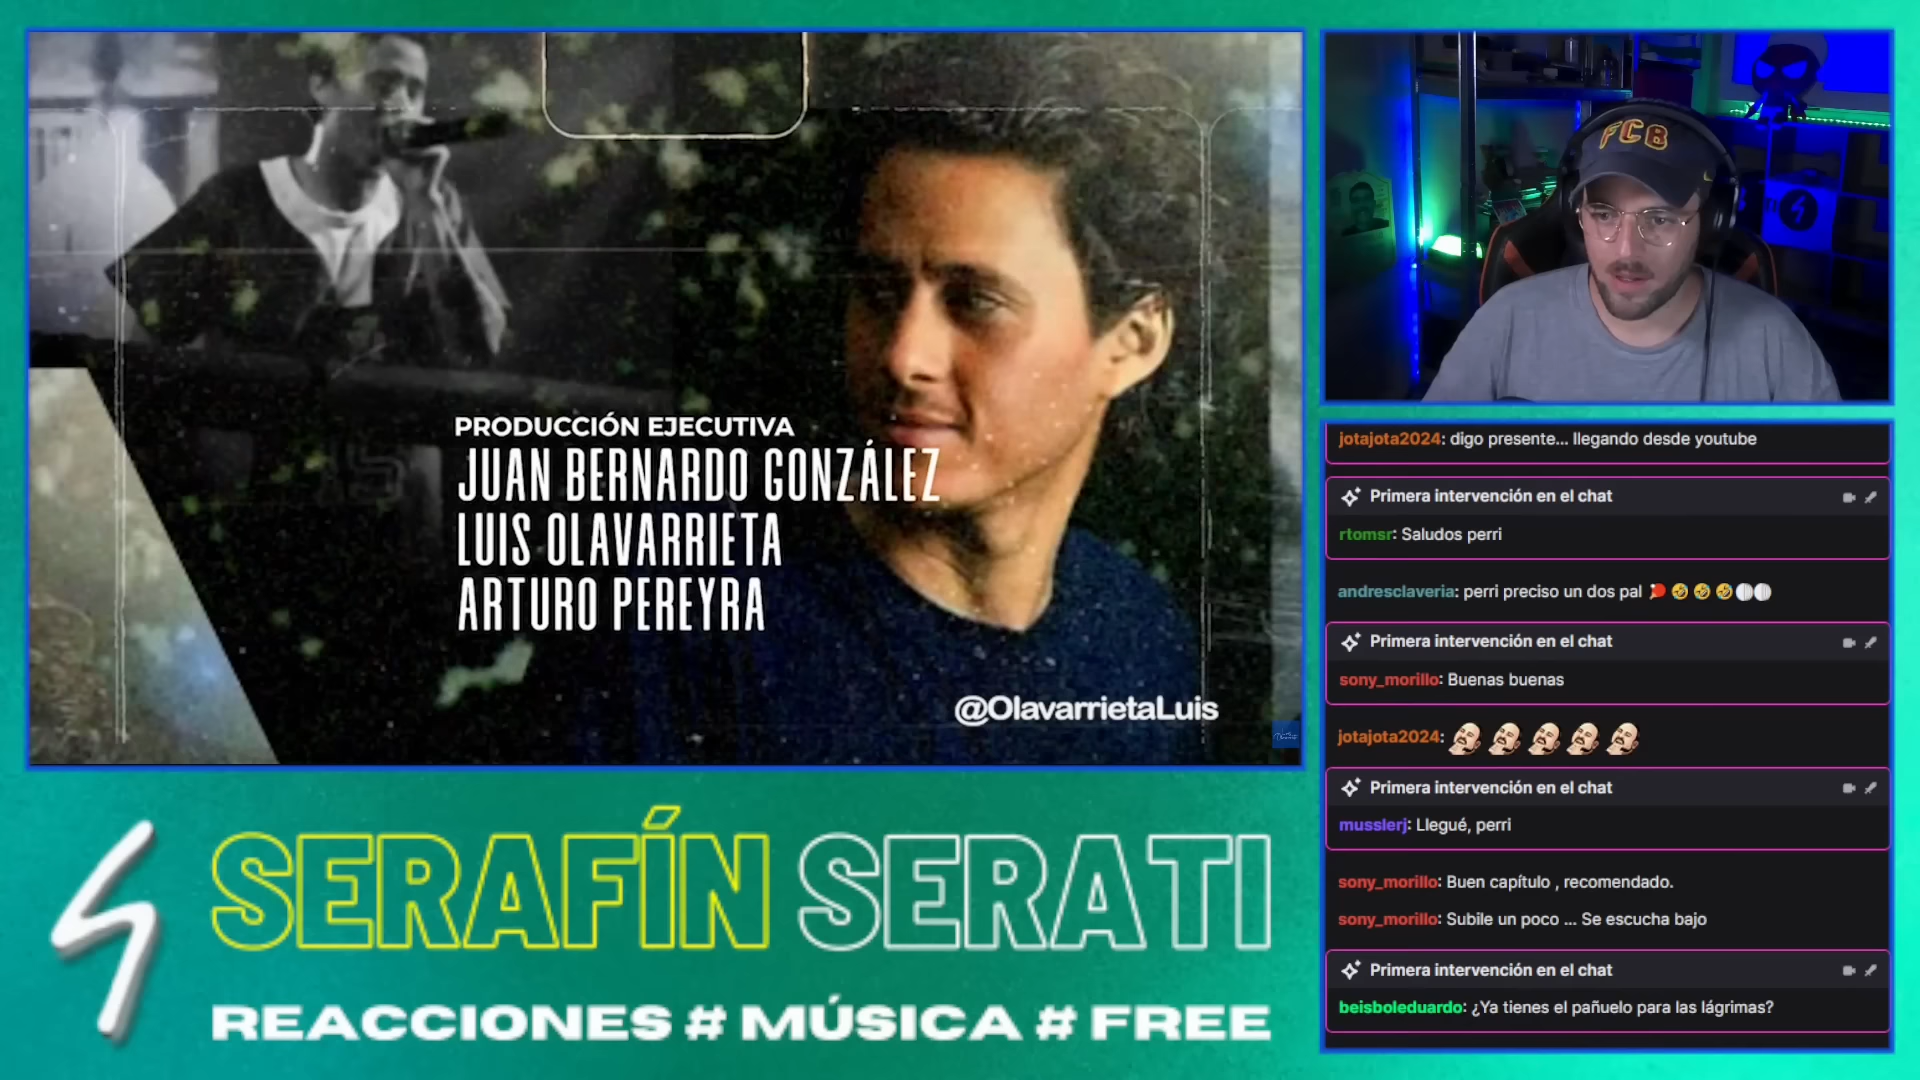 PRODUCCIÓN EJECUTIVA
JUAN BERNARDO GONZÁLEZ
LUIS OLAVARRIETA
ARTURO PEREYRA
@OlavarrietaLuis
SERAFÍN SERATI
REACCIONES # MÚSICA # FREE
FCB
jotajota2024: digo presente... llegando desde youtube
Primera intervención en el chat
rtomsr: Saludos perri
andresclaveria: perri preciso un dos pal
Primera intervención en el chat
sony_morillo: Buenas buenas
jotajota2024:
Primera intervención en el chat
musslerj: Llegué, perri
sony_morillo: Buen capítulo , recomendado.
sony_morillo: Subile un poco ... Se escucha bajo
Primera intervención en el chat
beisboleduardo: ¿Ya tienes el pañuelo para las lágrimas?